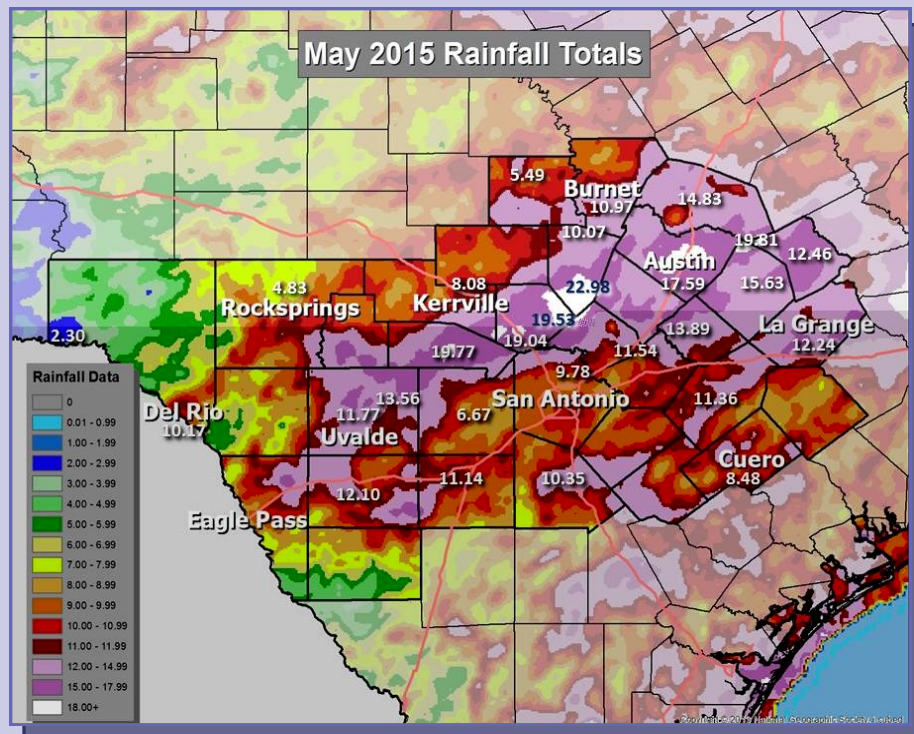 May 2015 Rainfall Totals
5.49
Burnet
10.97
14.83
10.07
19.81
12.46
Austin
22.98
17.59
15.63
4.83
8.08
Rocksprings
Kerrville
19.53
13.89
La Grange
2.30
19.04
11.54
12.24
19.77
9.78
Rainfall Data
0
0.01 - 0.99
1.00 - 1.99
2.00 - 2.99
3.00 - 3.99
4.00 - 4.99
5.00 - 5.99
6.00 - 6.99
7.00 - 7.99
8.00 - 8.99
9.00 - 9.99
10.00 - 10.99
11.00 - 11.99
12.00 - 14.99
15.00 - 17.99
18.00+
13.56
San Antonio
11.36
Del Rio
10.17
11.77
6.67
Uvalde
Cuero
8.48
11.14
10.35
12.10
Eagle Pass
National Geographic Society, i-cubed